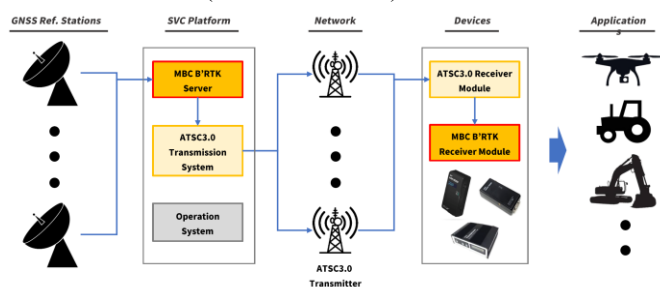 GNSS Ref. Stations
SVC Platform
Network
Devices
Application
s
MBC B'RTK
Server
ATSC3.0
Transmission
System
Operation
System
ATSC3.0
Transmitter
ATSC3.0 Receiver
Module
MBC B'RTK
Receiver Module